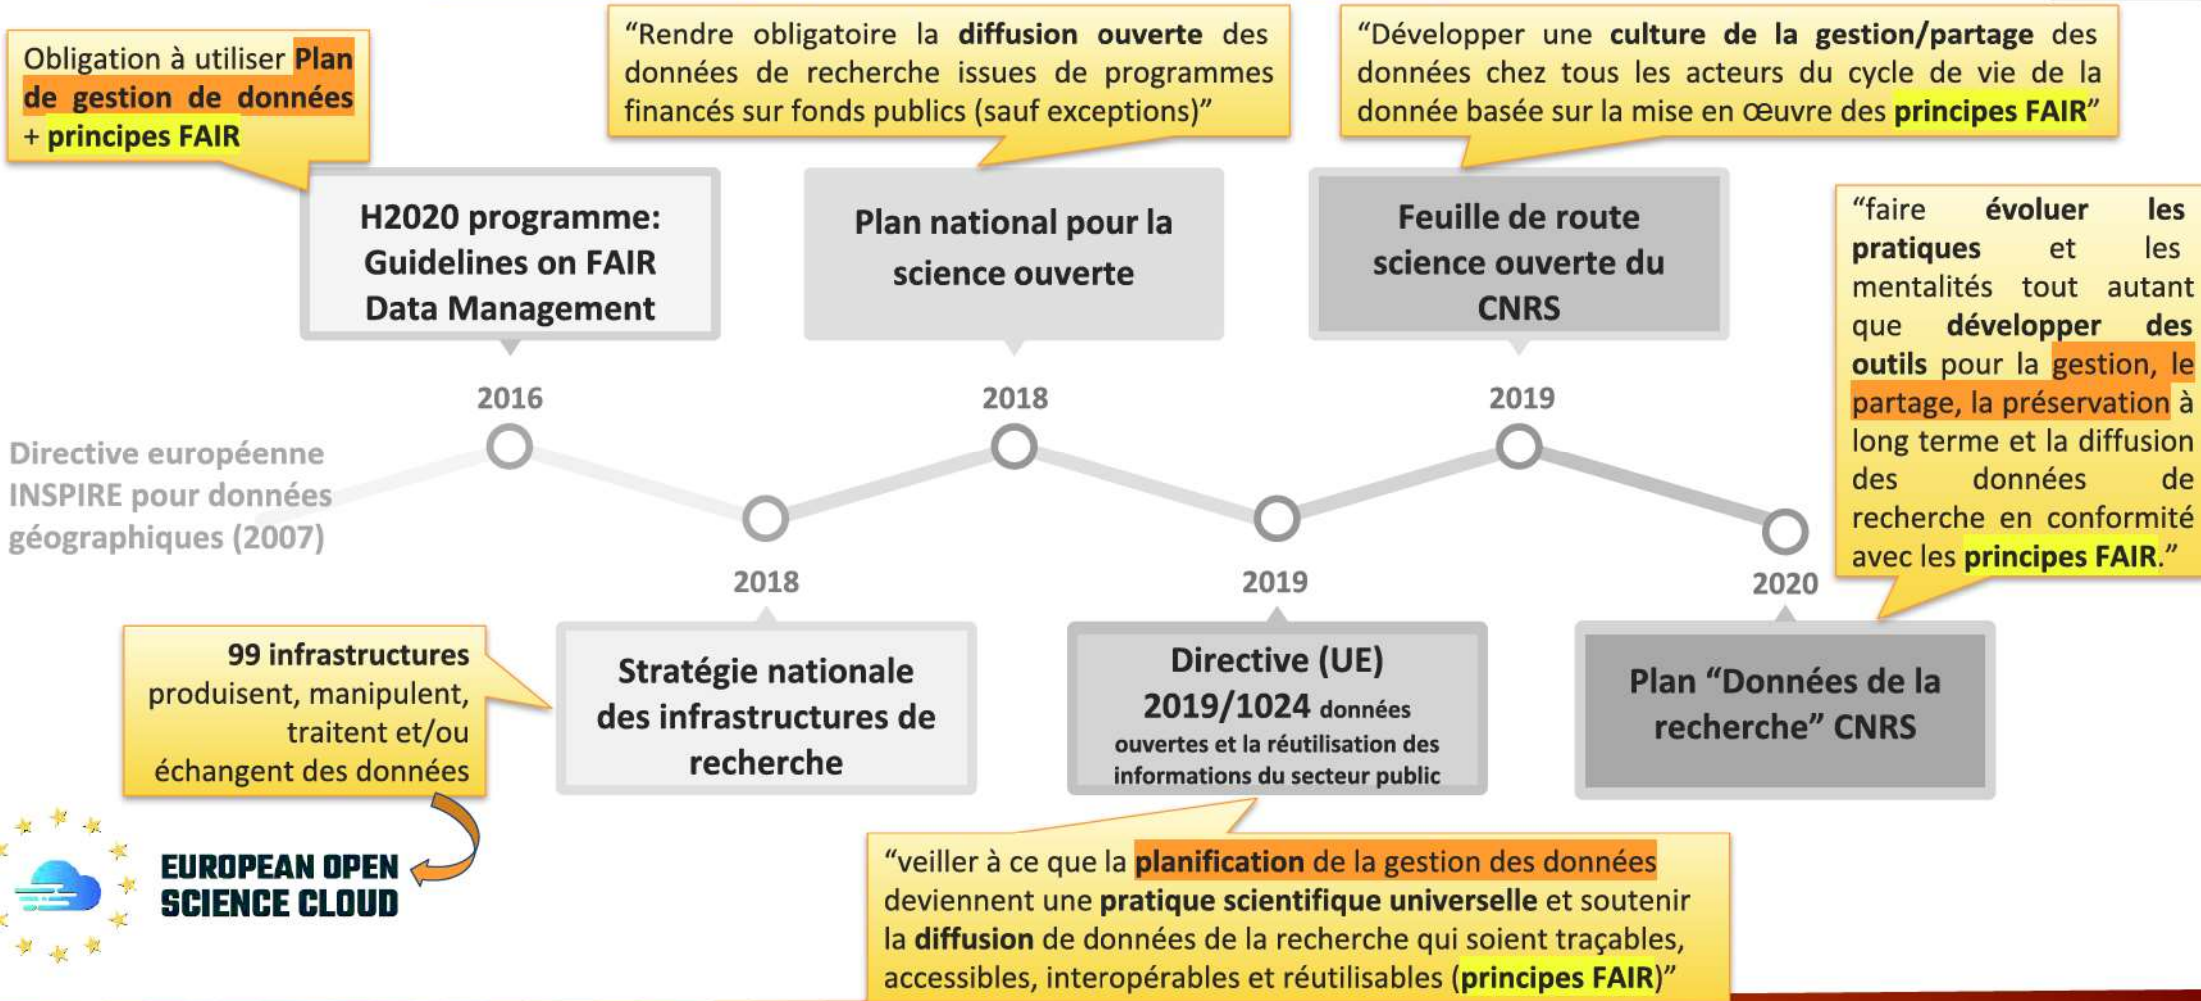 Obligation à utiliser Plan
de gestion de données
+ principes FAIR
“Rendre obligatoire la diffusion ouverte des
données de recherche issues de programmes
financés sur fonds publics (sauf exceptions)”
“Développer une culture de la gestion/partage des
données chez tous les acteurs du cycle de vie de la
donnée basée sur la mise en Œuvre des principes FAIR”
H2020 programme:
Guidelines on FAIR
Data Management
Plan national pour la
science ouverte
Feuille de route
science ouverte du
CNRS
“faire évoluer les
pratiques et les
mentalités tout autant
que développer des
outils pour la gestion, le
partage, la préservation à
long terme et la diffusion
des données de
recherche en conformité
avec les principes FAIR.”
2016
2018
2019
Directive européenne
INSPIRE pour données
géographiques (2007)
2018
2019
2020
99 infrastructures
produisent, manipulent,
traitent et/ou
échangent des données
Stratégie nationale
des infrastructures de
recherche
Directive (UE)
2019/1024 données
ouvertes et la réutilisation des
informations du secteur public
Plan “Données de la
recherche” CNRS
EUROPEAN OPEN
SCIENCE CLOUD
“veiller à ce que la planification de la gestion des données
deviennent une pratique scientifique universelle et soutenir
la diffusion de données de la recherche qui soient traçables,
accessibles, interopérables et réutilisables (principes FAIR)”